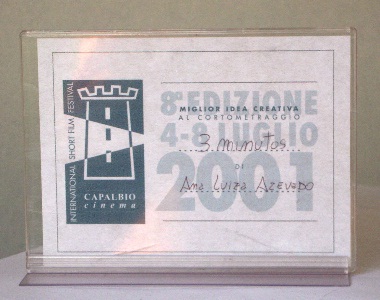 INTERNATIONAL SHORT FILM FESTIVAL
CAPALBIO
cinema
8ª EDIZIONE
MIGLIOR IDEA CREATIVA
AL CORTOMETRAGGIO
4-8 LUGLIO
3 minutos
DI
Ana Luiza Azevedo
2001